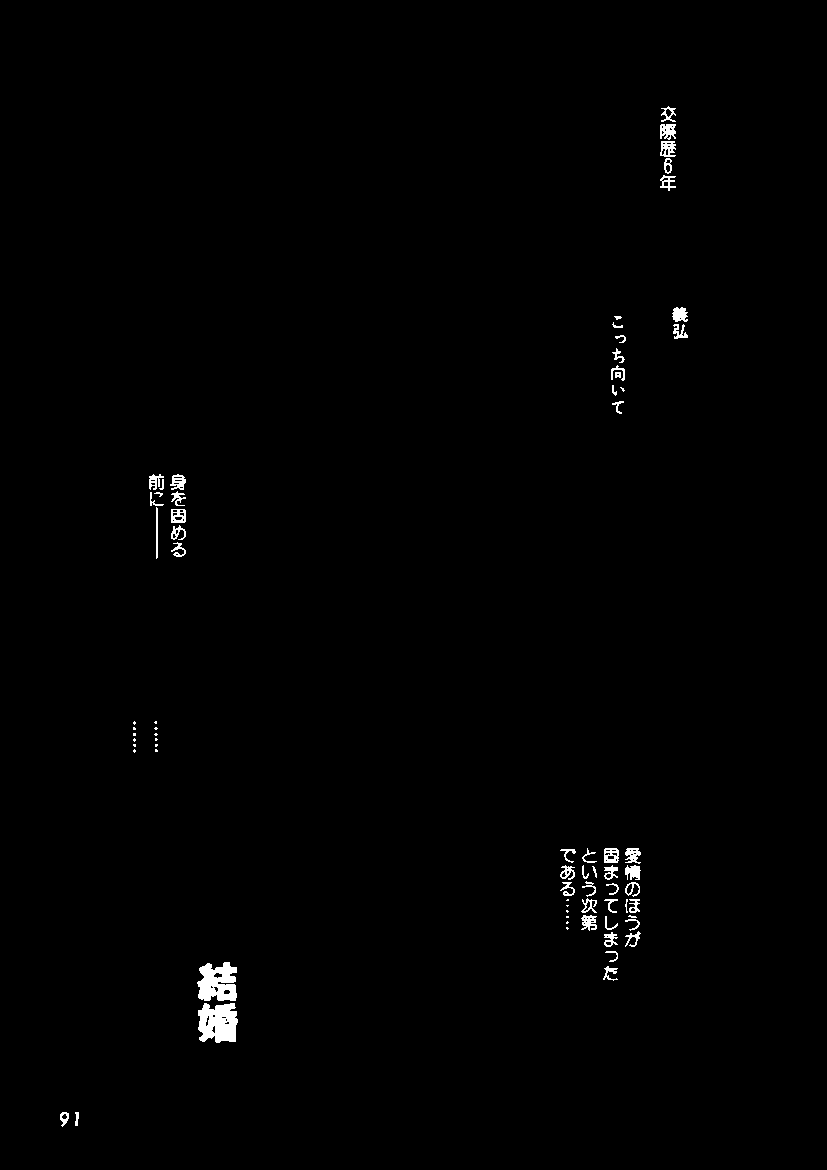 交際歴6年
義弘
こっち向いて
身を固める
前に――
……
……
愛情のほうが
固まってしまった
という次第
である……
結婚
91